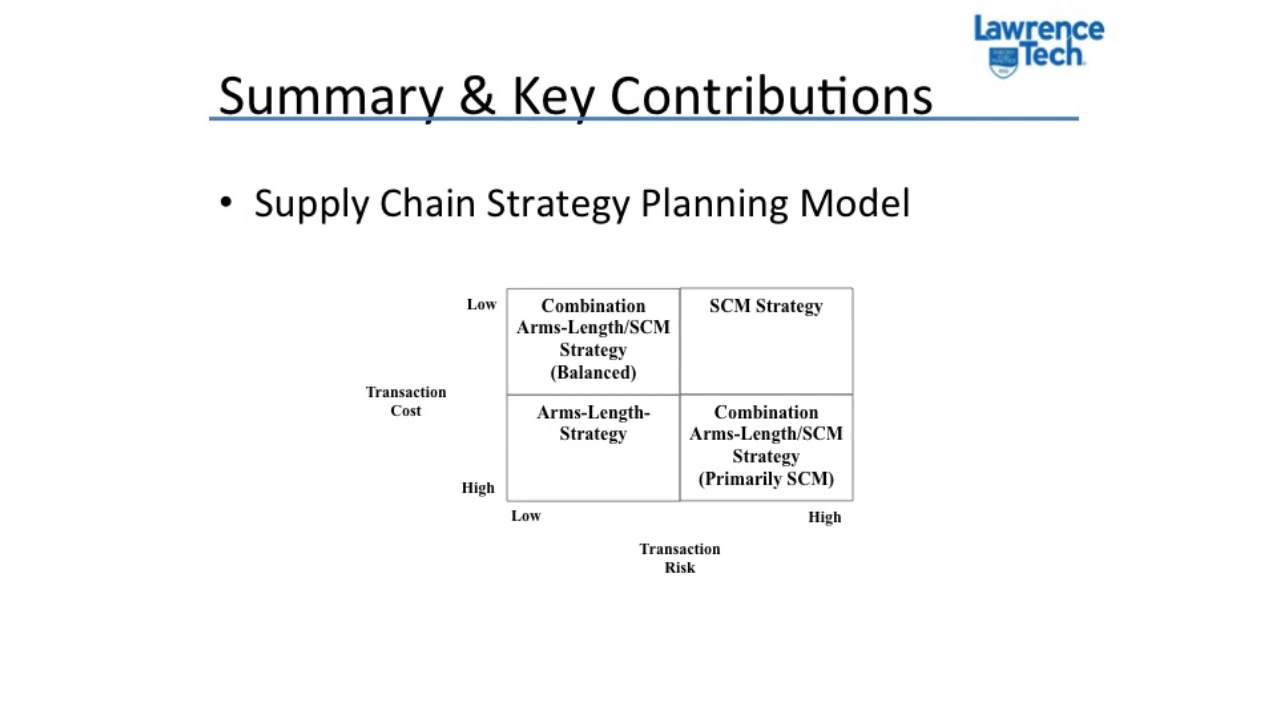 Lawrence
Tech
Summary & Key Contributions
• Supply Chain Strategy Planning Model
Low
Combination
Arms-Length/SCM
Strategy
(Balanced)
SCM Strategy
Transaction
Cost
Arms-Length-
Strategy
Combination
Arms-Length/SCM
Strategy
(Primarily SCM)
High
Low
High
Transaction
Risk